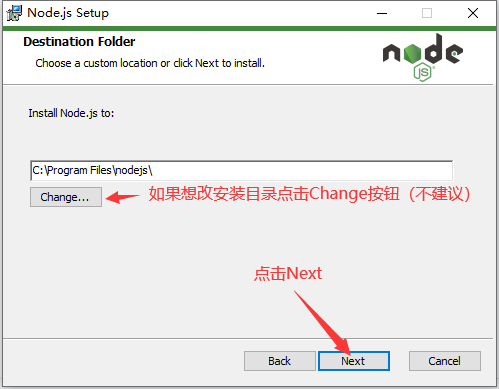 Node.js Setup
Destination Folder
Choose a custom location or click Next to install.
node
JS
Install Node.js to:
C:\Program Files\nodejs\
Change...
如果想改安装目录点击Change按钮（不建议）
点击Next
Back
Next
Cancel